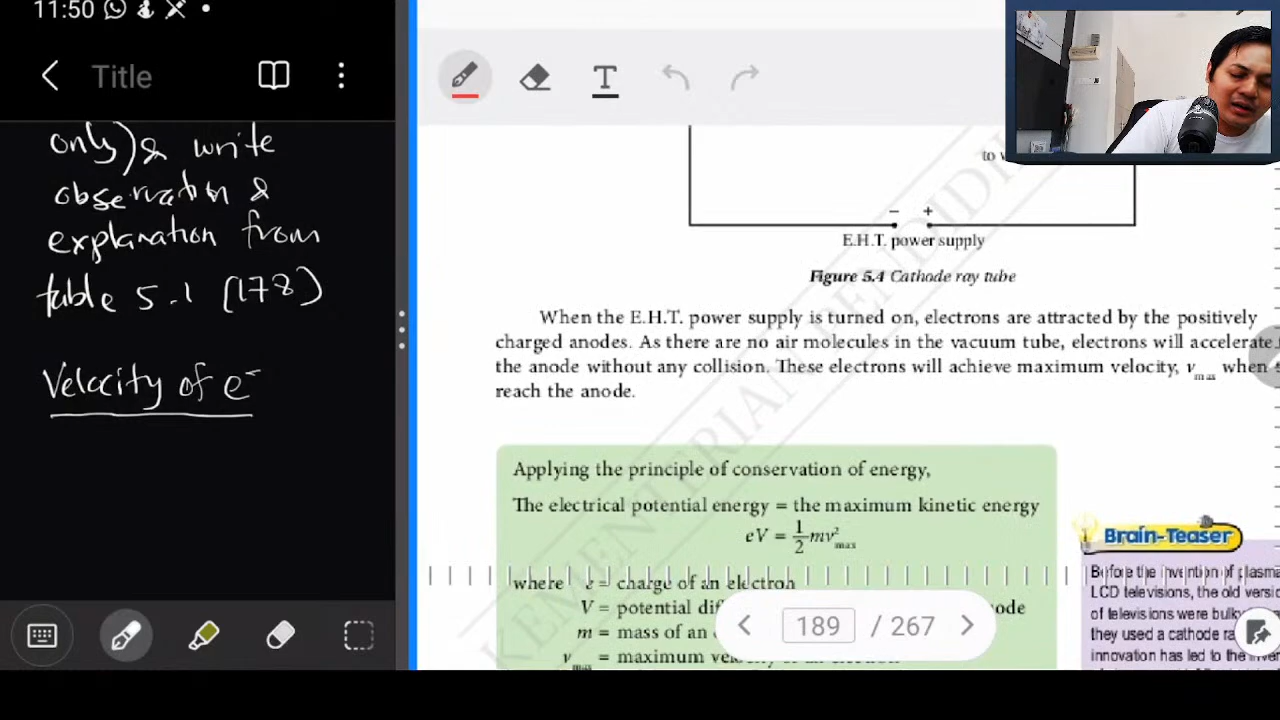 11:50
Title
only) & write
observation &
explanation from
table 5.1 (178)
Velocity of e⁻
to
− +
E.H.T. power supply
Figure 5.4 Cathode ray tube
When the E.H.T. power supply is turned on, electrons are attracted by the positively
charged anodes. As there are no air molecules in the vacuum tube, electrons will accelerate
the anode without any collision. These electrons will achieve maximum velocity, vmax when
reach the anode.
Applying the principle of conservation of energy,
The electrical potential energy = the maximum kinetic energy
eV = 1/2 mv²max
where e = charge of an electron
V = potential
m = mass of an
vmax = maximum
189 / 267
Brain-Teaser
Before the invention of plasma
LCD televisions, the old
of televisions were bulky
they used a cathode
innovation has led to the
KEMENTERIAN PENDIDIKAN